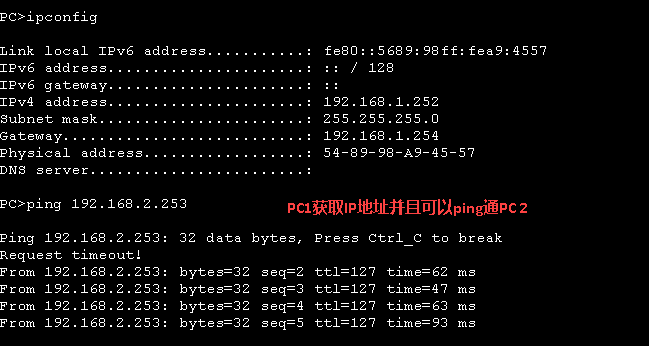 PC>ipconfig
Link local IPv6 address...........: fe80::5689:98ff:fea9:4557
IPv6 address......................: :: / 128
IPv6 gateway......................: ::
IPv4 address......................: 192.168.1.252
Subnet mask.......................: 255.255.255.0
Gateway...........................: 192.168.1.254
Physical address..................: 54-89-98-A9-45-57
DNS server........................:
PC>ping 192.168.2.253
PC1获取IP地址并且可以ping通PC 2
Ping 192.168.2.253: 32 data bytes, Press Ctrl_C to break
Request timeout!
From 192.168.2.253: bytes=32 seq=2 ttl=127 time=62 ms
From 192.168.2.253: bytes=32 seq=3 ttl=127 time=47 ms
From 192.168.2.253: bytes=32 seq=4 ttl=127 time=63 ms
From 192.168.2.253: bytes=32 seq=5 ttl=127 time=93 ms